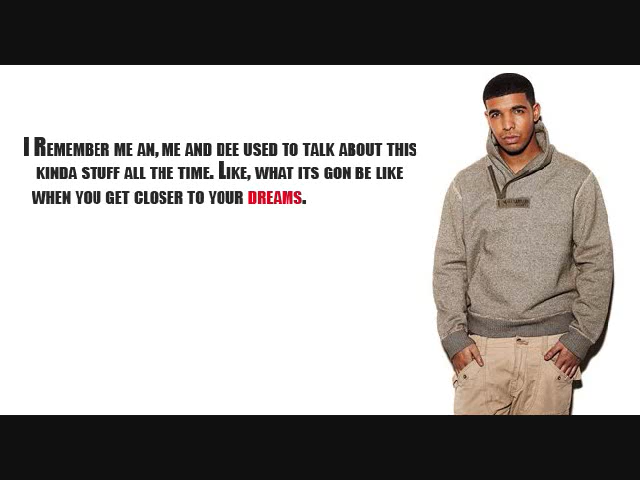 I Remember me an, me and dee used to talk about this
kinda stuff all the time. Like, what its gon be like
when you get closer to your dreams.